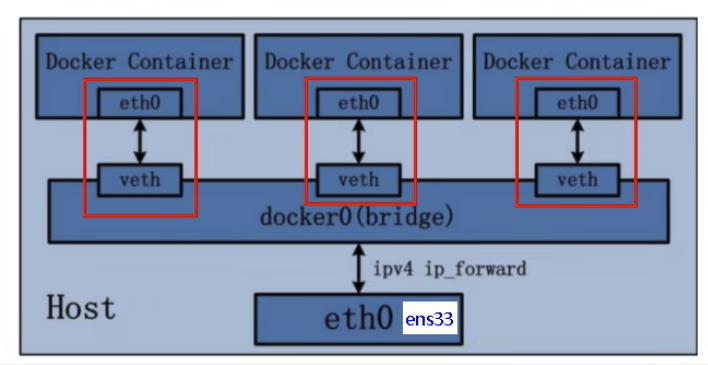 Docker Container Docker Container Docker Container
eth0 eth0 eth0
veth veth veth
docker0(bridge)
ipv4 ip_forward
Host
eth0 ens33